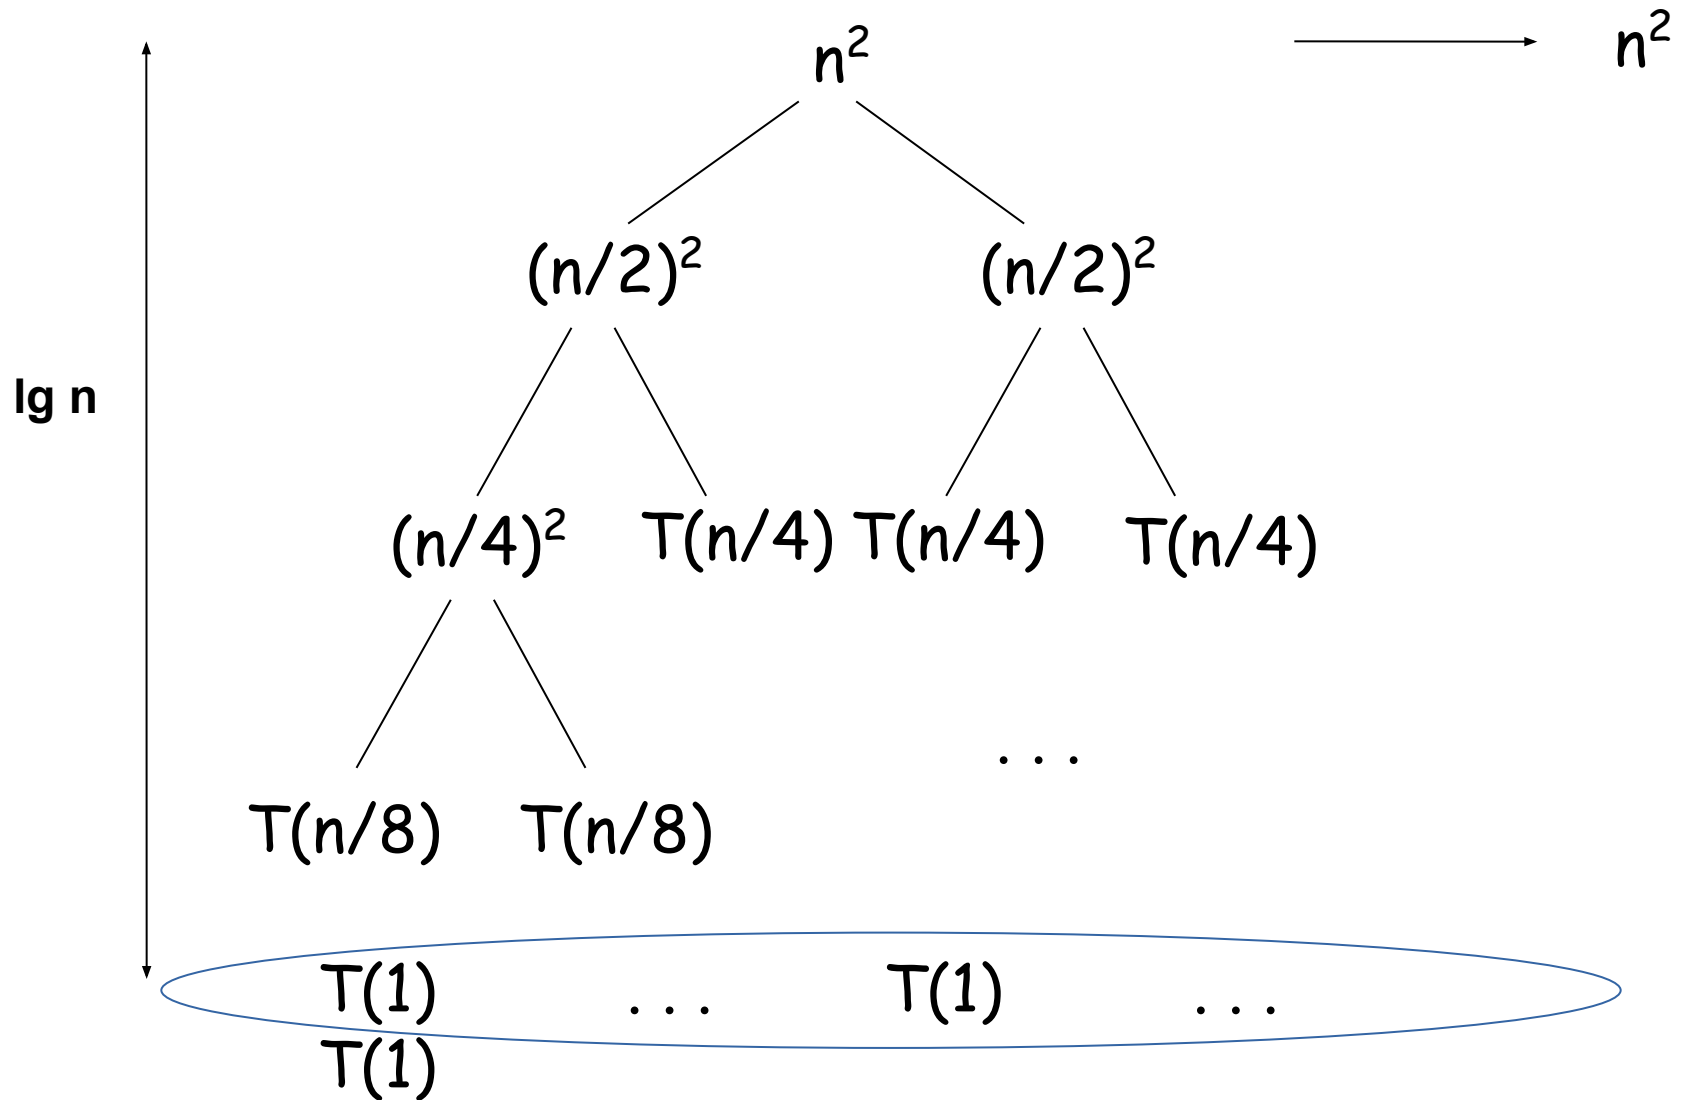 n² n²
(n/2)² (n/2)²
lg n
(n/4)² T(n/4) T(n/4) T(n/4)
. . .
T(n/8) T(n/8)
T(1) . . . T(1) . . .
T(1)